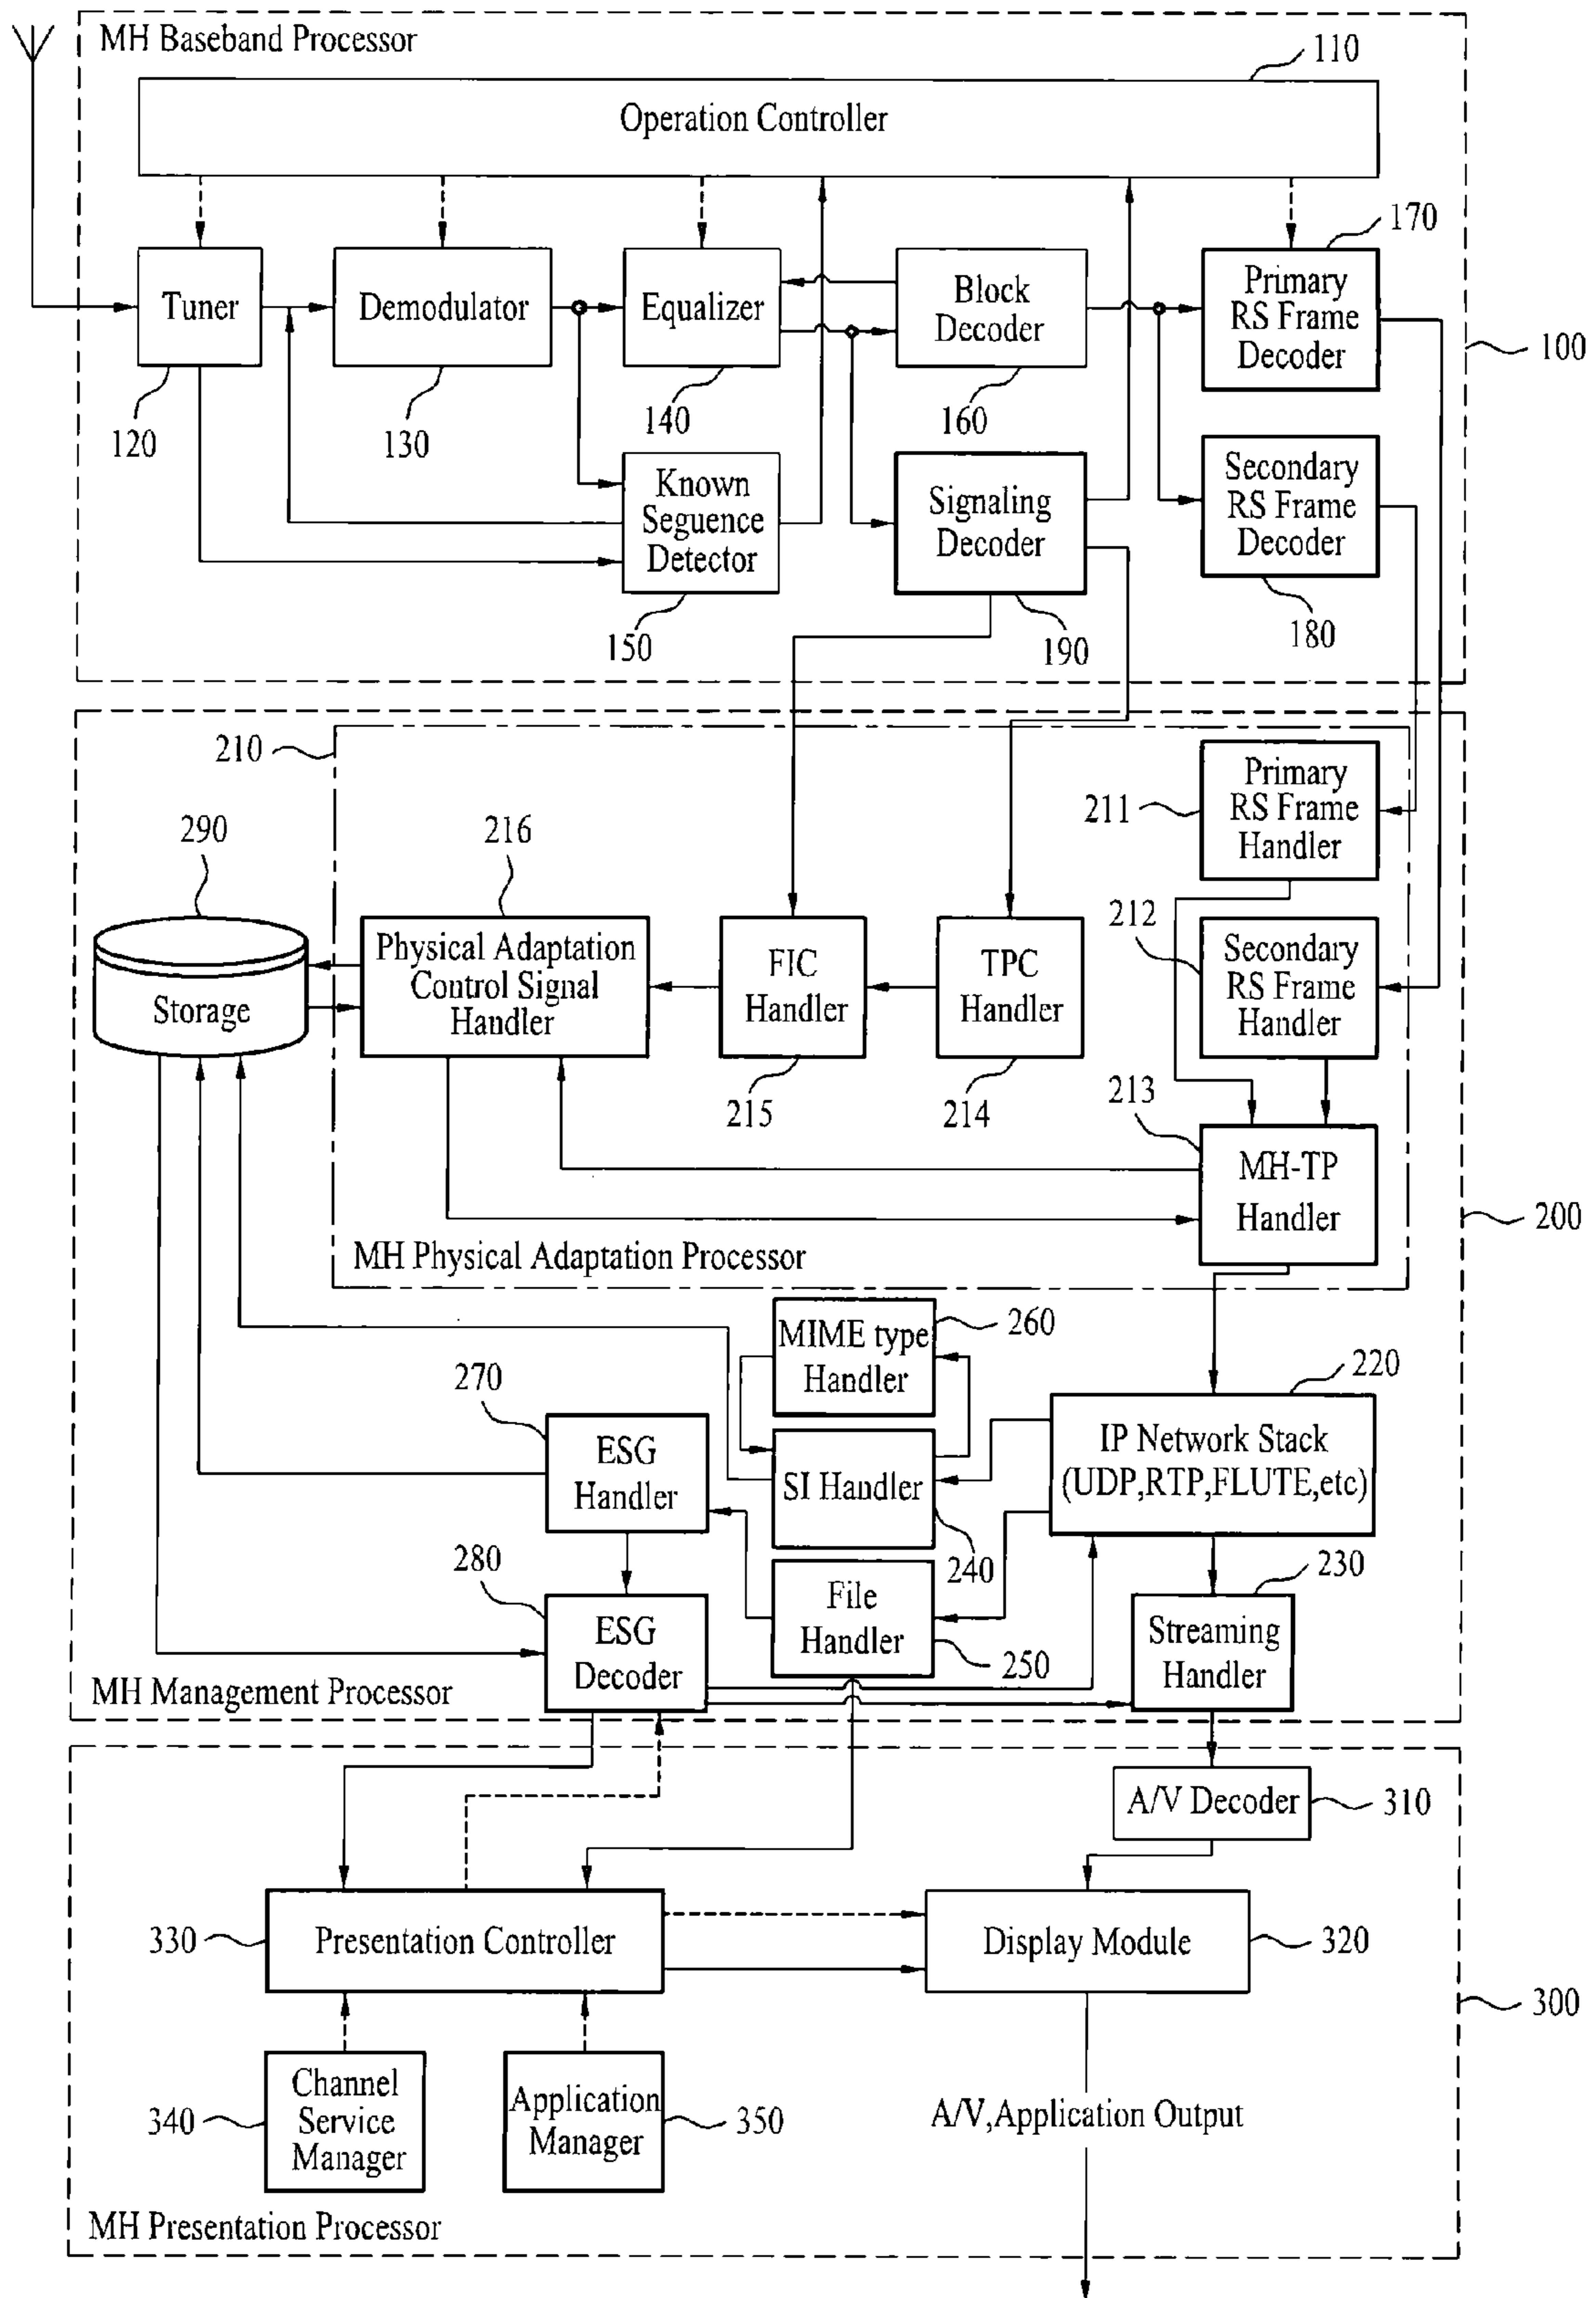 MH Baseband Processor
110
Operation Controller
170
Tuner
Demodulator
Equalizer
Block
Decoder
Primary
RS Frame
Decoder
100
120
130
140
160
Known
Seguence
Detector
Signaling
Decoder
Secondary
RS Frame
Decoder
150
190
180
210
Primary
RS Frame
Handler
211
290
216
212
Storage
Physical Adaptation
Control Signal
Handler
FIC
Handler
TPC
Handler
Secondary
RS Frame
Handler
215
214
213
MH-TP
Handler
200
MH Physical Adaptation Processor
MIME type
Handler
260
270
220
ESG
Handler
SI Handler
IP Network Stack
(UDP,RTP,FLUTE,etc)
280
240
230
ESG
Decoder
File
Handler
250
Streaming
Handler
MH Management Processor
A/V Decoder
310
330
Presentation Controller
Display Module
320
300
340
Channel
Service
Manager
Application
Manager
350
A/V,Application Output
MH Presentation Processor